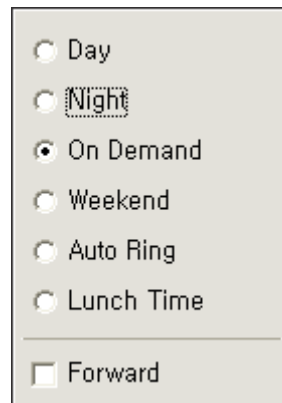 Day
Night
On Demand
Weekend
Auto Ring
Lunch Time
Forward